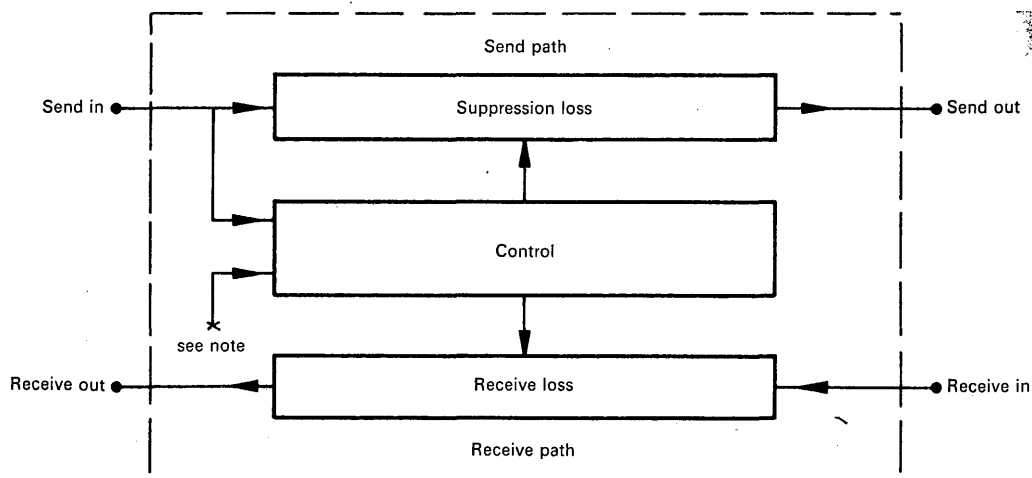 Send path
Send in
Suppression loss
Send out
Control
see note
Receive out
Receive loss
Receive in
Receive path